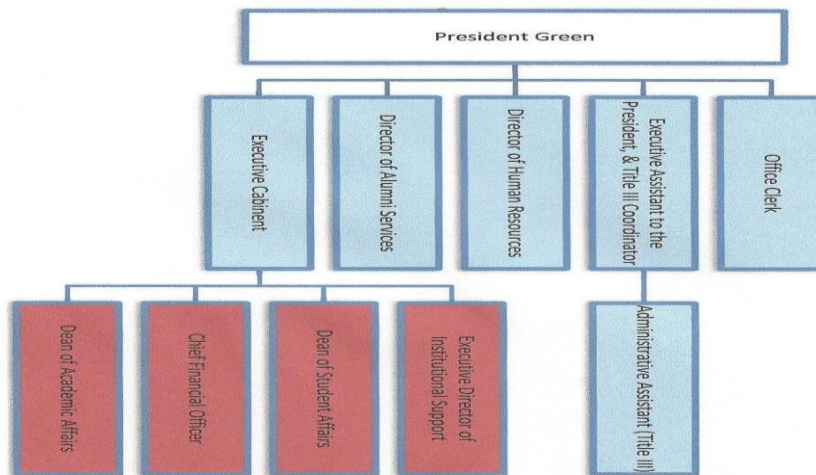 President Green
Executive Cabinent
Director of Alumni Services
Director of Human Resources
Executive Assistant to the
President, & Title III Coordinator
Office Clerk
Dean of Academic Affairs
Chief Financial Officer
Dean of Student Affairs
Executive Director of
Institutional Support
Administrative Assistant (Title III)